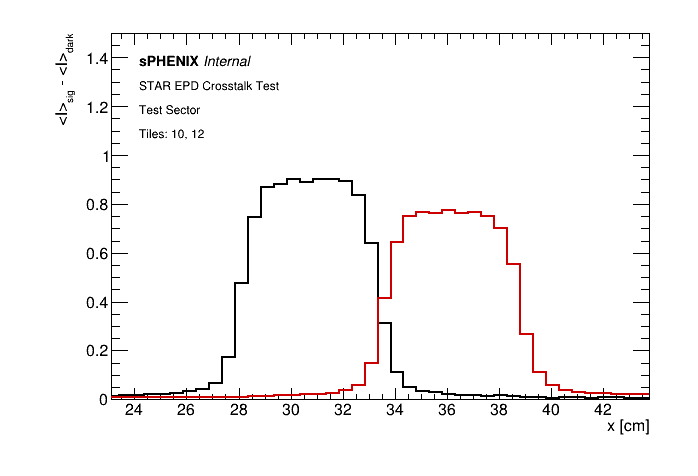 <I>sig - <I>dark
1.4
1.2
1
0.8
0.6
0.4
0.2
0
sPHENIX Internal
STAR EPD Crosstalk Test
Test Sector
Tiles: 10, 12
24 26 28 30 32 34 36 38 40 42
x [cm]